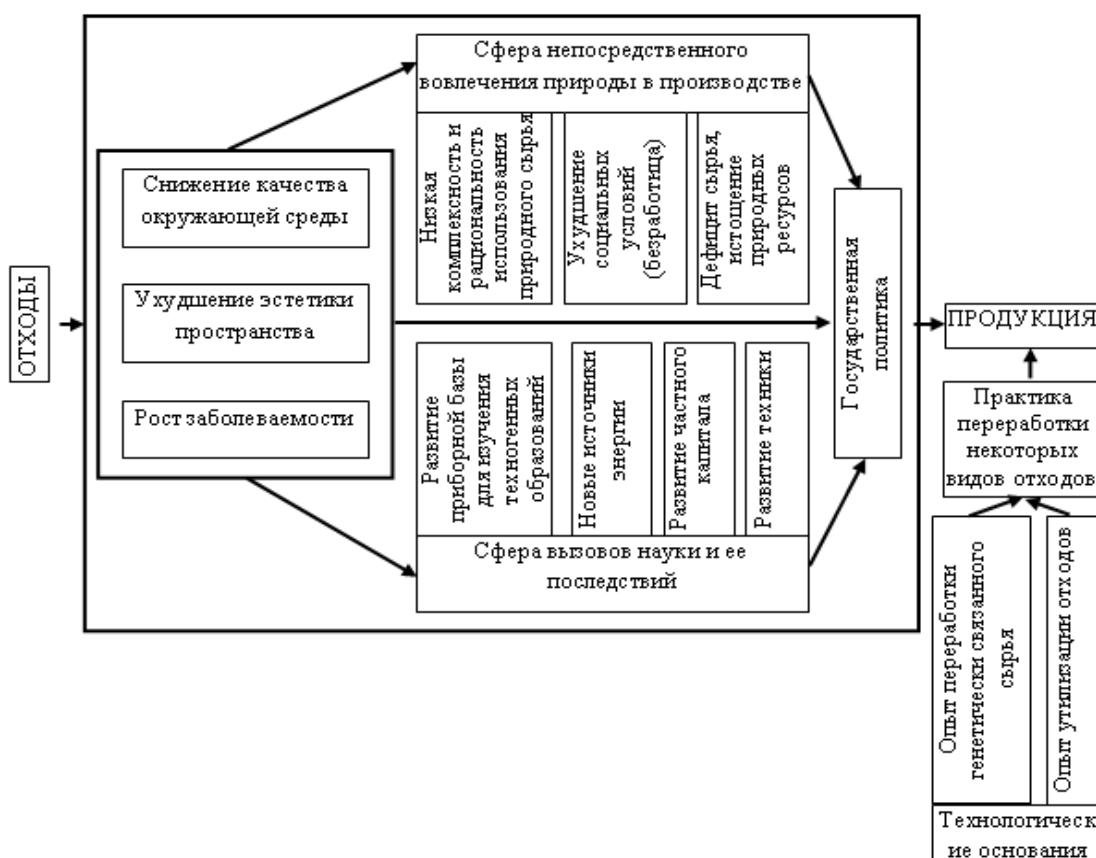 Сфера непосредственного
вовлечения природы в производстве
Низкая
комплексность и
рациональность
использования
природного сырья
Ухудшение
социальных
условий
(безработица)
Дефицит сырья,
истощение
природных
ресурсов
Снижение качества
окружающей среды
Ухудшение эстетики
пространства
Рост заболеваемости
ОТХОДЫ
Государственная
политика
ПРОДУКЦИЯ
Развитие
приборной базы
для изучения
техногенных
образований
Новые источники
энергии
Развитие частного
капитала
Развитие техники
Сфера вызовов науки и ее
последствий
Практика
переработки
некоторых
видов отходов
Опыт переработки
генетически связанного
сырья
Опыт утилизации отходов
Технологическ
ие основания